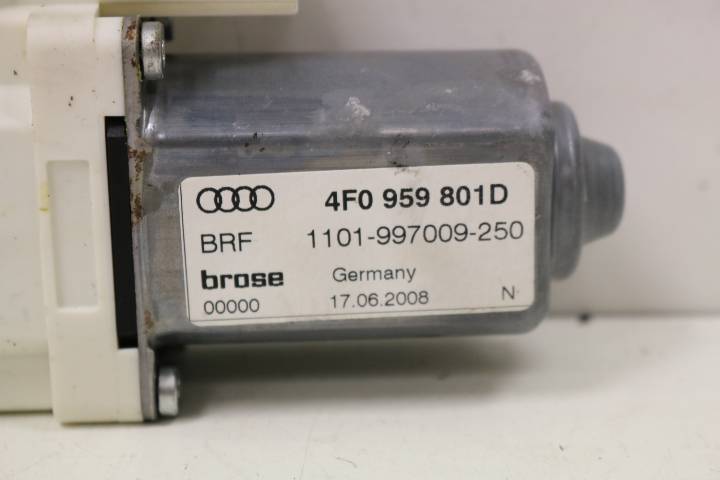 4F0 959 801D
BRF 1101-997009-250
brose Germany
00000 17.06.2008 N